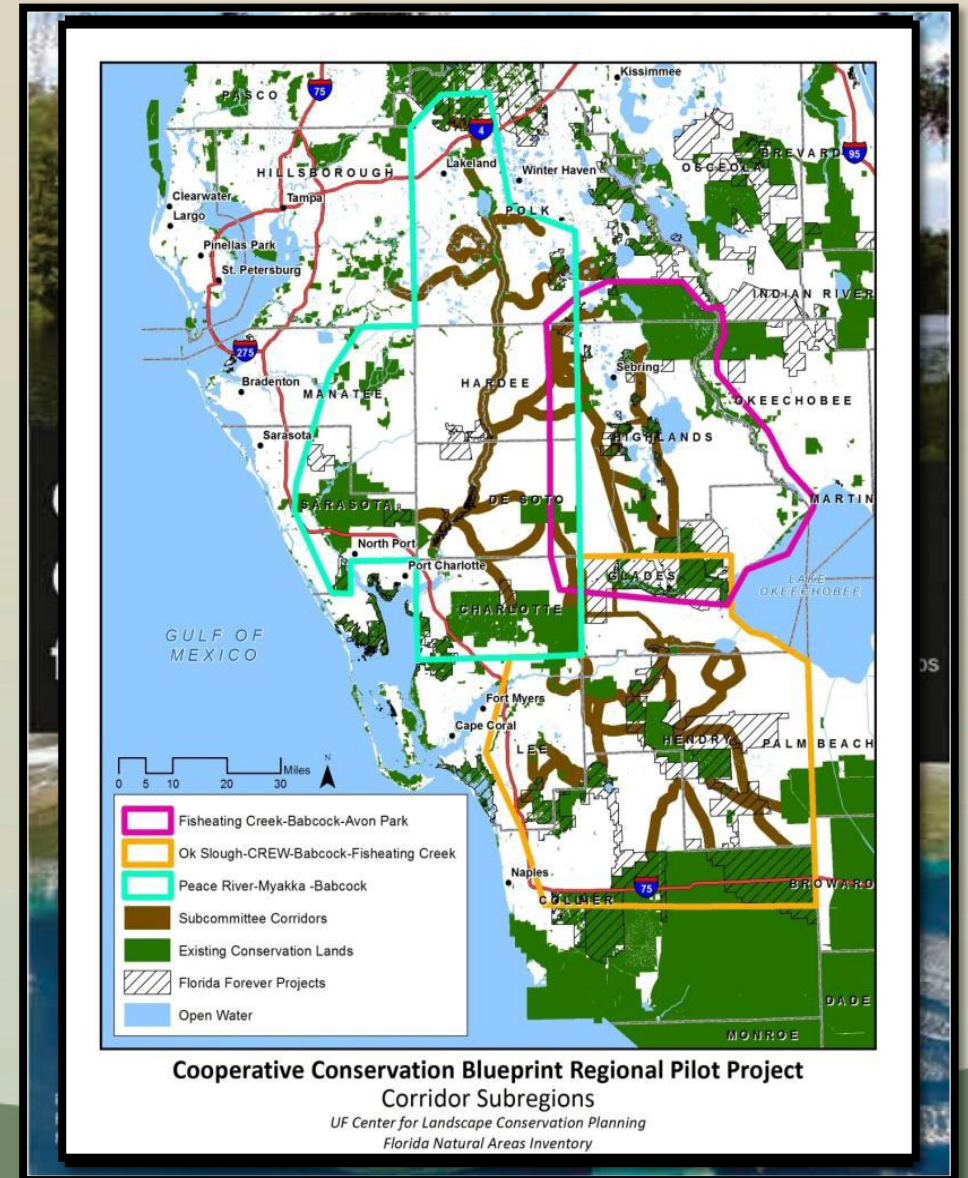 Kissimmee
PASCO
75
4
95
BREVARD
OSCEOLA
Lakeland
Winter Haven
HILLSBOROUGH
Clearwater
Largo
Tampa
POLK
Pinellas Park
St. Petersburg
INDIAN RIVER
275
Sebring
Bradenton
HARDEE
MANATEE
OKEECHOBEE
Sarasota
HIGHLANDS
SARASOTA
DE SOTO
MARTIN
North Port
Port Charlotte
GLADES
LAKE
OKEECHOBEE
CHARLOTTE
GULF OF
MEXICO
Fort Myers
Cape Coral
LEE
HENDRY
PALM BEACH
Miles
N
0 5 10 20 30
Fisheating Creek-Babcock-Avon Park
Ok Slough-CREW-Babcock-Fisheating Creek
Peace River-Myakka -Babcock
Subcommittee Corridors
Existing Conservation Lands
Florida Forever Projects
Open Water
Naples
75
BROWARD
COLLIER
DADE
MONROE
Cooperative Conservation Blueprint Regional Pilot Project
Corridor Subregions
UF Center for Landscape Conservation Planning
Florida Natural Areas Inventory